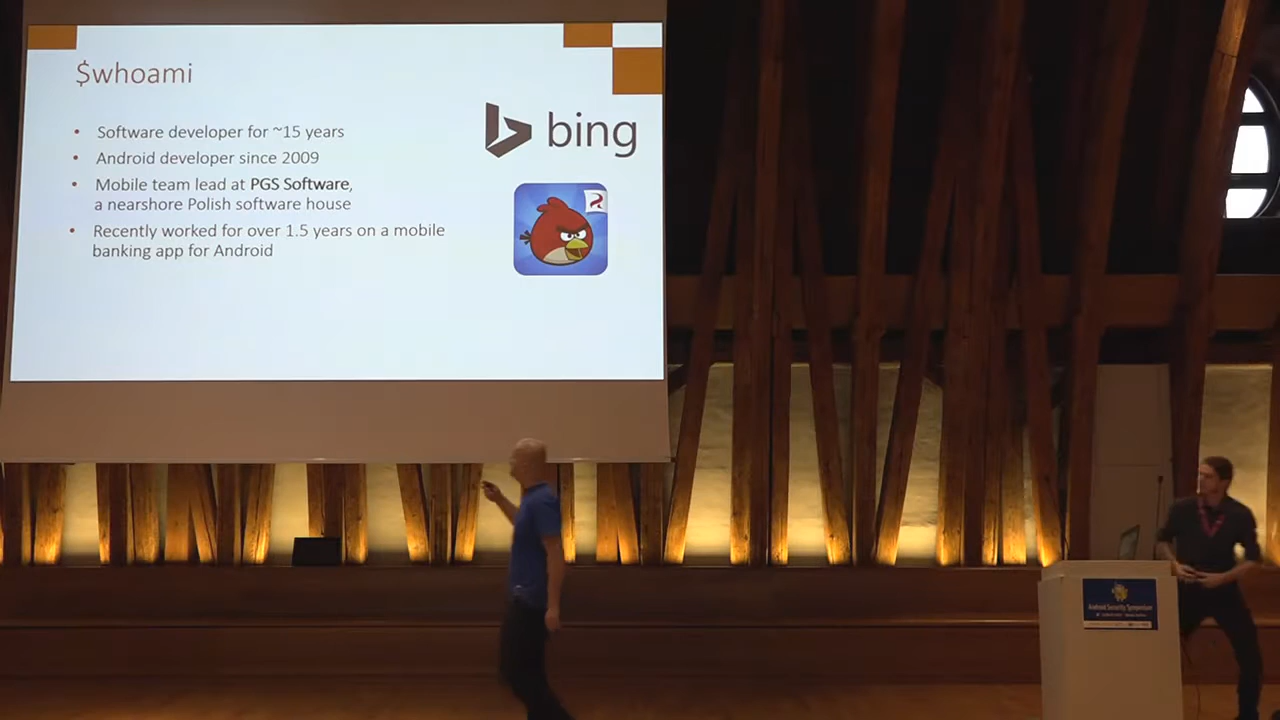 $whoami
• Software developer for ~15 years
• Android developer since 2009
• Mobile team lead at PGS Software,
a nearshore Polish software house
• Recently worked for over 1.5 years on a mobile
banking app for Android
bing
Android Security Symposium